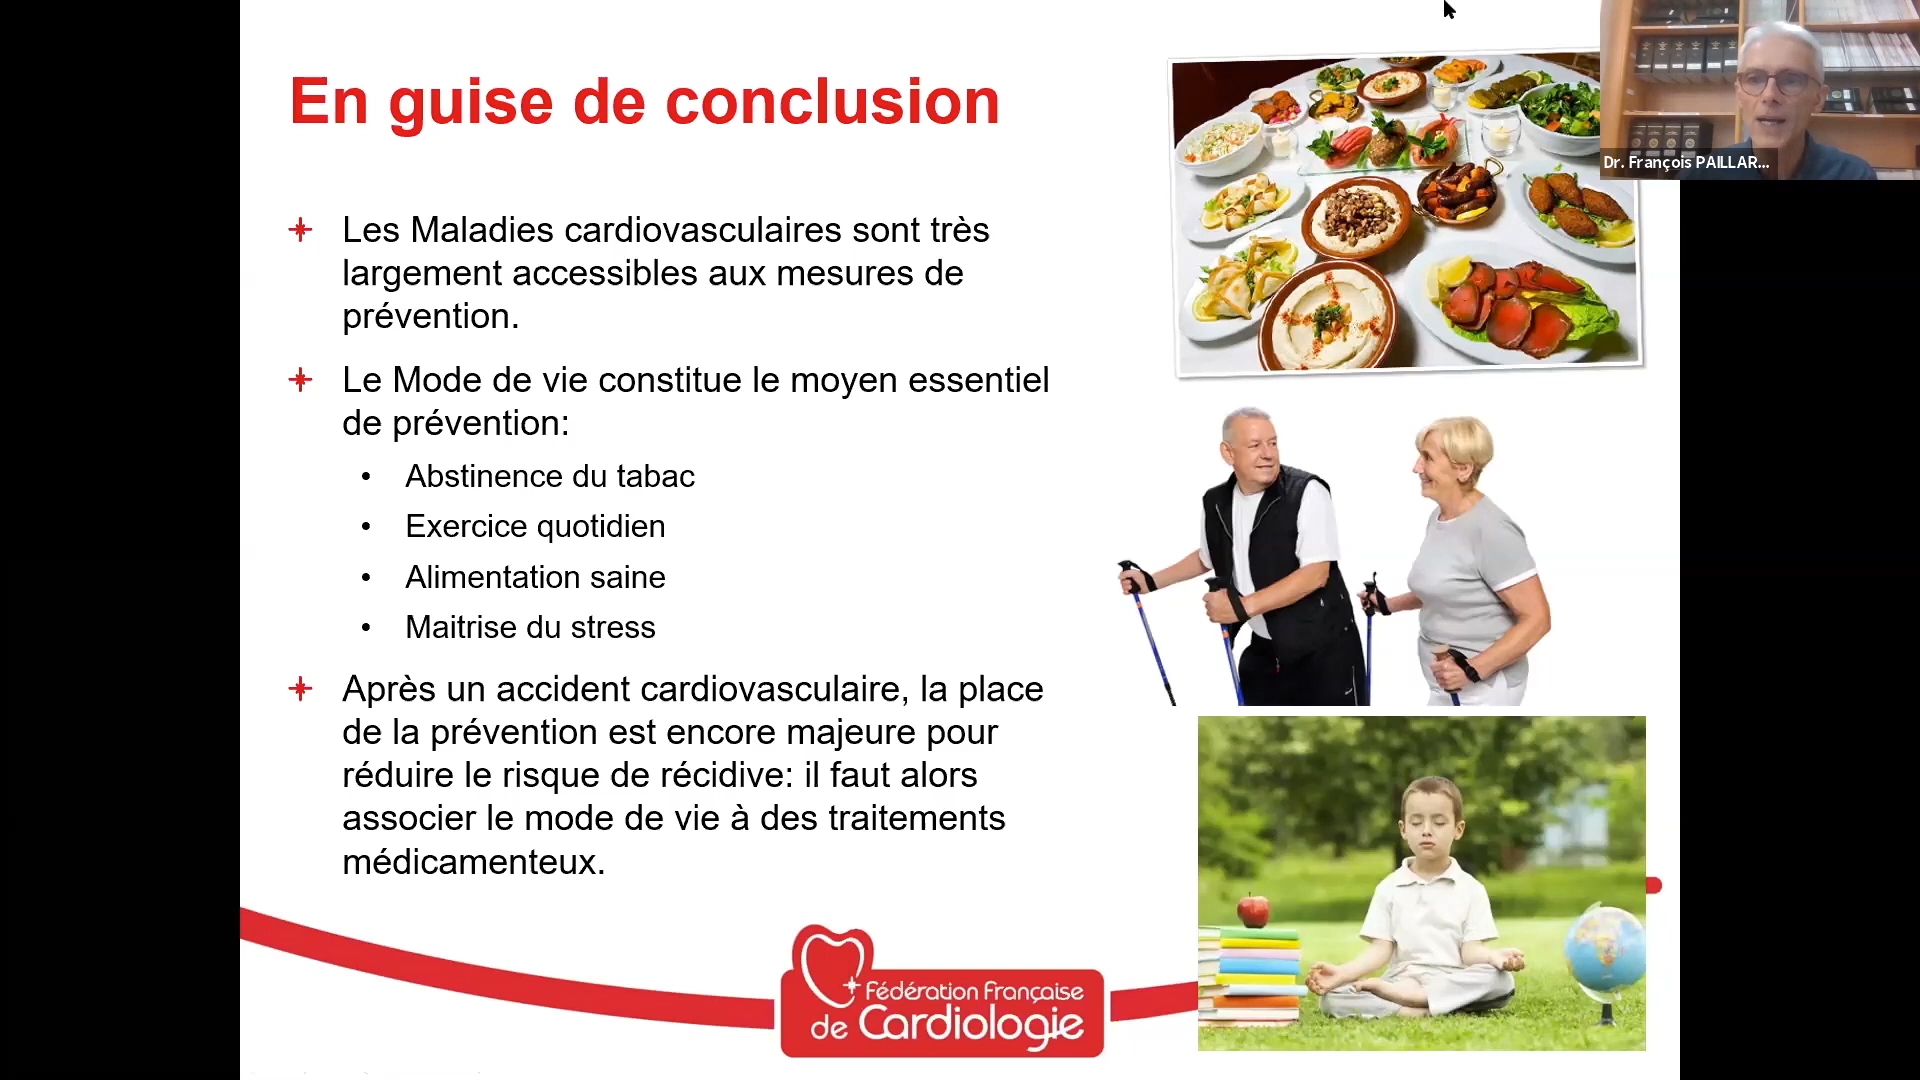 En guise de conclusion
Dr. François PAILLAR...
Les Maladies cardiovasculaires sont très
largement accessibles aux mesures de
prévention.
Le Mode de vie constitue le moyen essentiel
de prévention:
• Abstinence du tabac
• Exercice quotidien
• Alimentation saine
• Maitrise du stress
Après un accident cardiovasculaire, la place
de la prévention est encore majeure pour
réduire le risque de récidive: il faut alors
associer le mode de vie à des traitements
médicamenteux.
Fédération Française
de Cardiologie